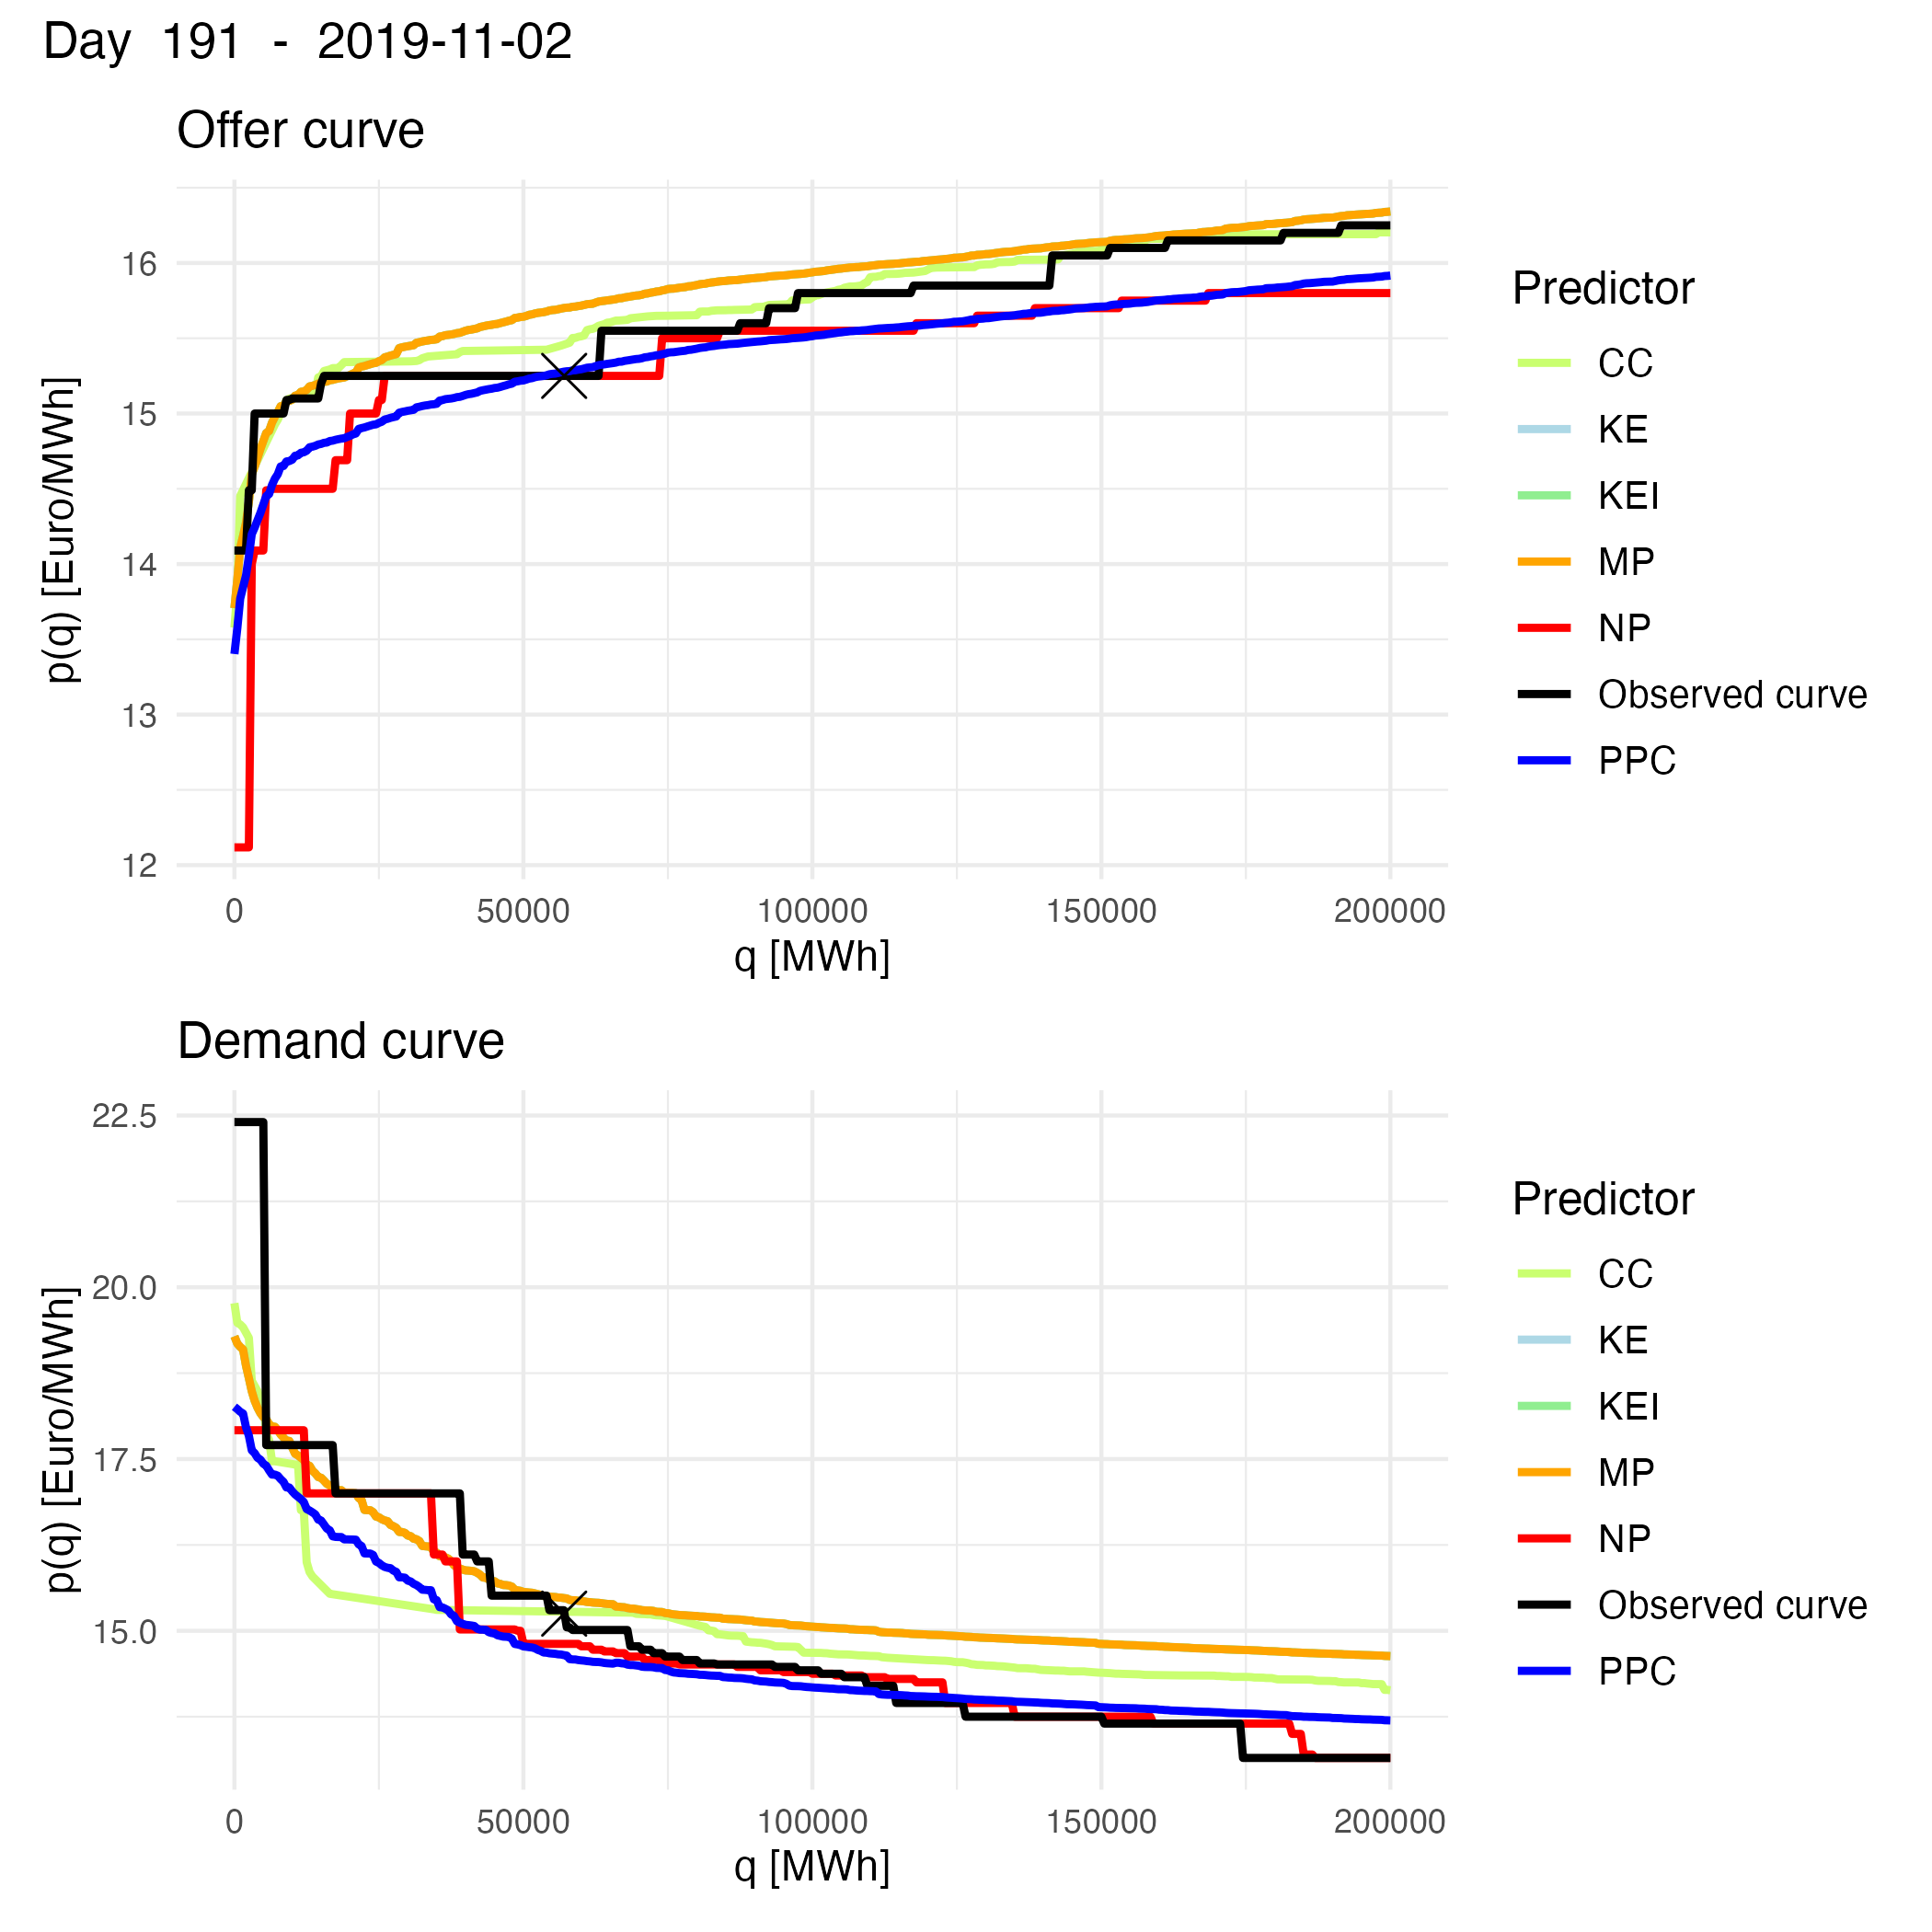 Day 191 - 2019-11-02
Offer curve
16
15
14
13
12
p(q) [Euro/MWh]
0 50000 100000 150000 200000
q [MWh]
Predictor
CC
KE
KEI
MP
NP
Observed curve
PPC
Demand curve
22.5
20.0
17.5
15.0
p(q) [Euro/MWh]
0 50000 100000 150000 200000
q [MWh]
Predictor
CC
KE
KEI
MP
NP
Observed curve
PPC